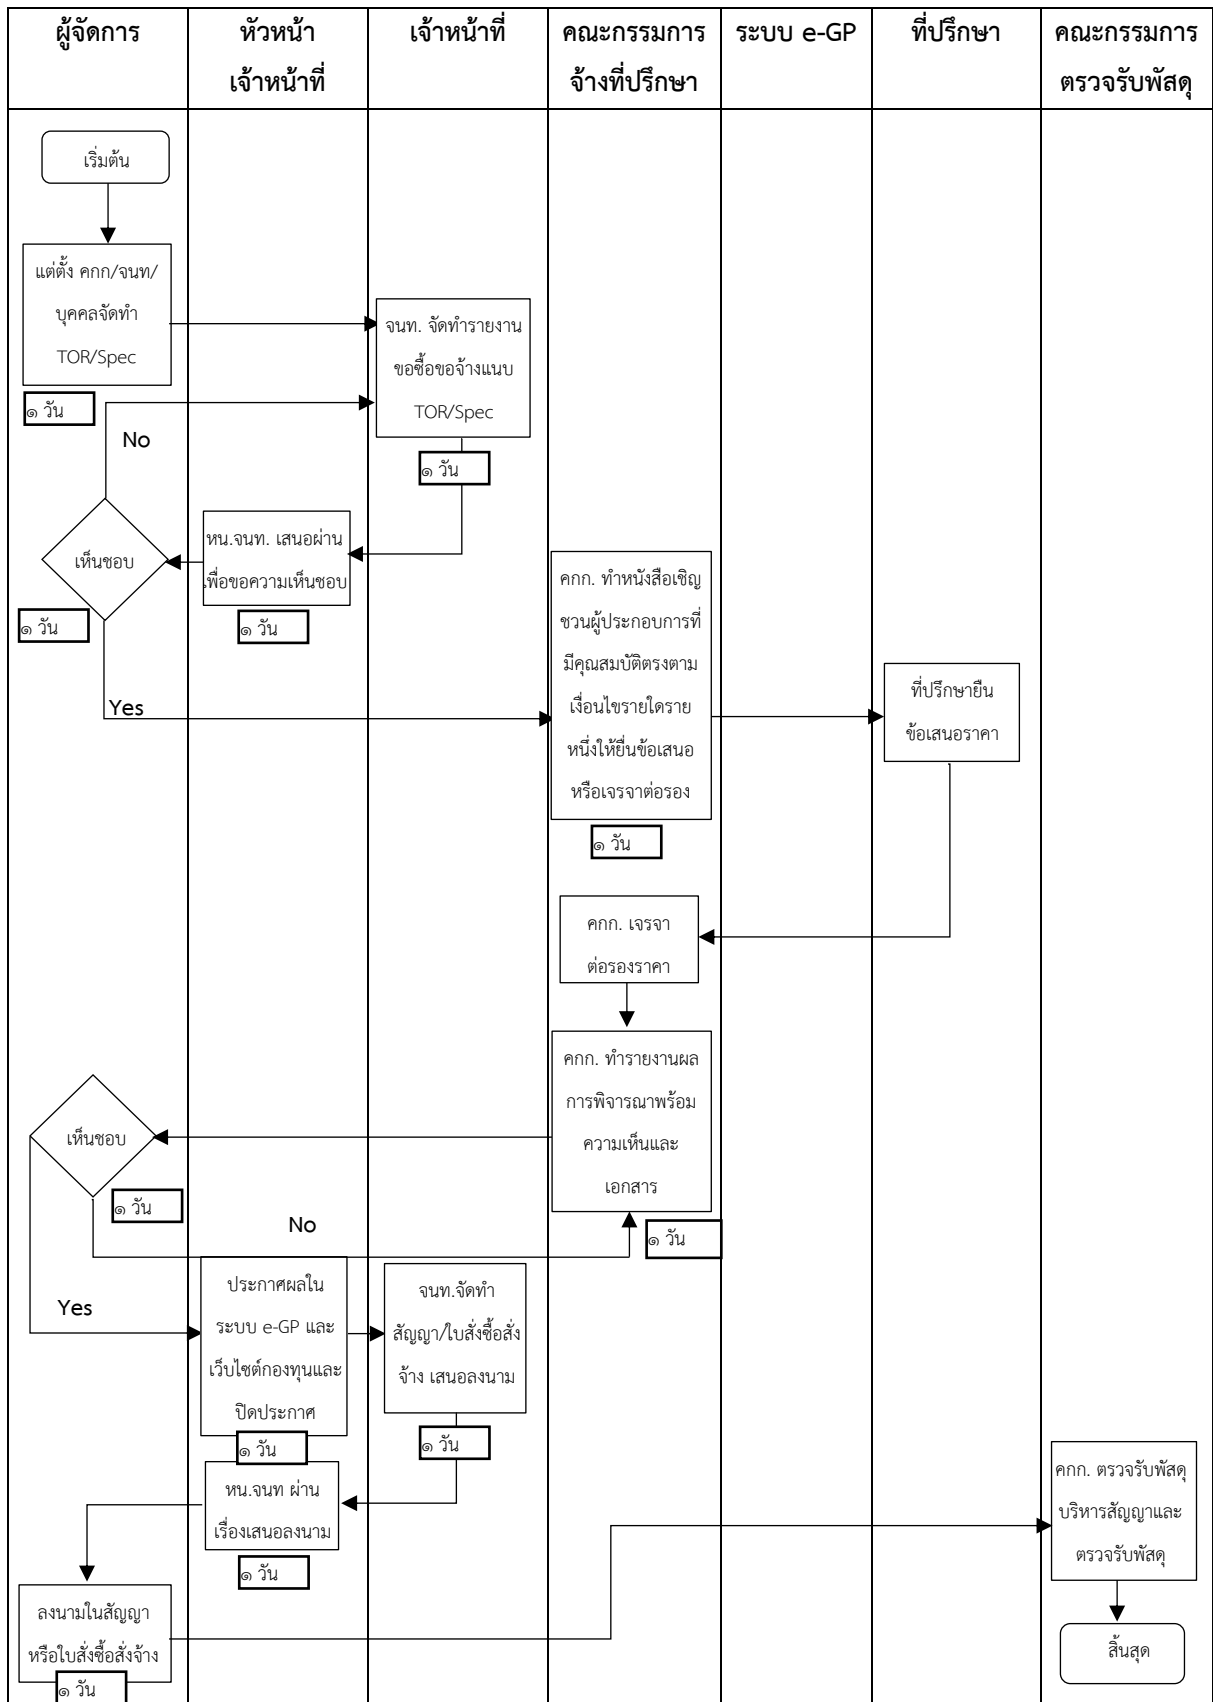 ผู้จัดการ
หัวหน้า
เจ้าหน้าที่
เจ้าหน้าที่
คณะกรรมการ
จ้างที่ปรึกษา
ระบบ e-GP
ที่ปรึกษา
คณะกรรมการ
ตรวจรับพัสดุ
เริ่มต้น
แต่ตั้ง คกก/จนท/
บุคคลจัดทำ
TOR/Spec
๑ วัน
จนท. จัดทำรายงาน
ขอซื้อขอจ้างแนบ
TOR/Spec
๑ วัน
No
หน.จนท. เสนอผ่าน
เพื่อขอความเห็นชอบ
๑ วัน
เห็นชอบ
๑ วัน
Yes
คกก. ทำหนังสือเชิญ
ชวนผู้ประกอบการที่
มีคุณสมบัติตรงตาม
เงื่อนไขรายใดราย
หนึ่งให้ยื่นข้อเสนอ
หรือเจรจาต่อรอง
๑ วัน
ที่ปรึกษายืน
ข้อเสนอราคา
คกก. เจรจา
ต่อรองราคา
คกก. ทำรายงานผล
การพิจารณาพร้อม
ความเห็นและ
เอกสาร
๑ วัน
เห็นชอบ
๑ วัน
No
Yes
ประกาศผลใน
ระบบ e-GP และ
เว็บไซต์กองทุนและ
ปิดประกาศ
๑ วัน
จนท.จัดทำ
สัญญา/ใบสั่งซื้อสั่ง
จ้าง เสนอลงนาม
๑ วัน
หน.จนท ผ่าน
เรื่องเสนอลงนาม
๑ วัน
ลงนามในสัญญา
หรือใบสั่งซื้อสั่งจ้าง
๑ วัน
คกก. ตรวจรับพัสดุ
บริหารสัญญาและ
ตรวจรับพัสดุ
สิ้นสุด